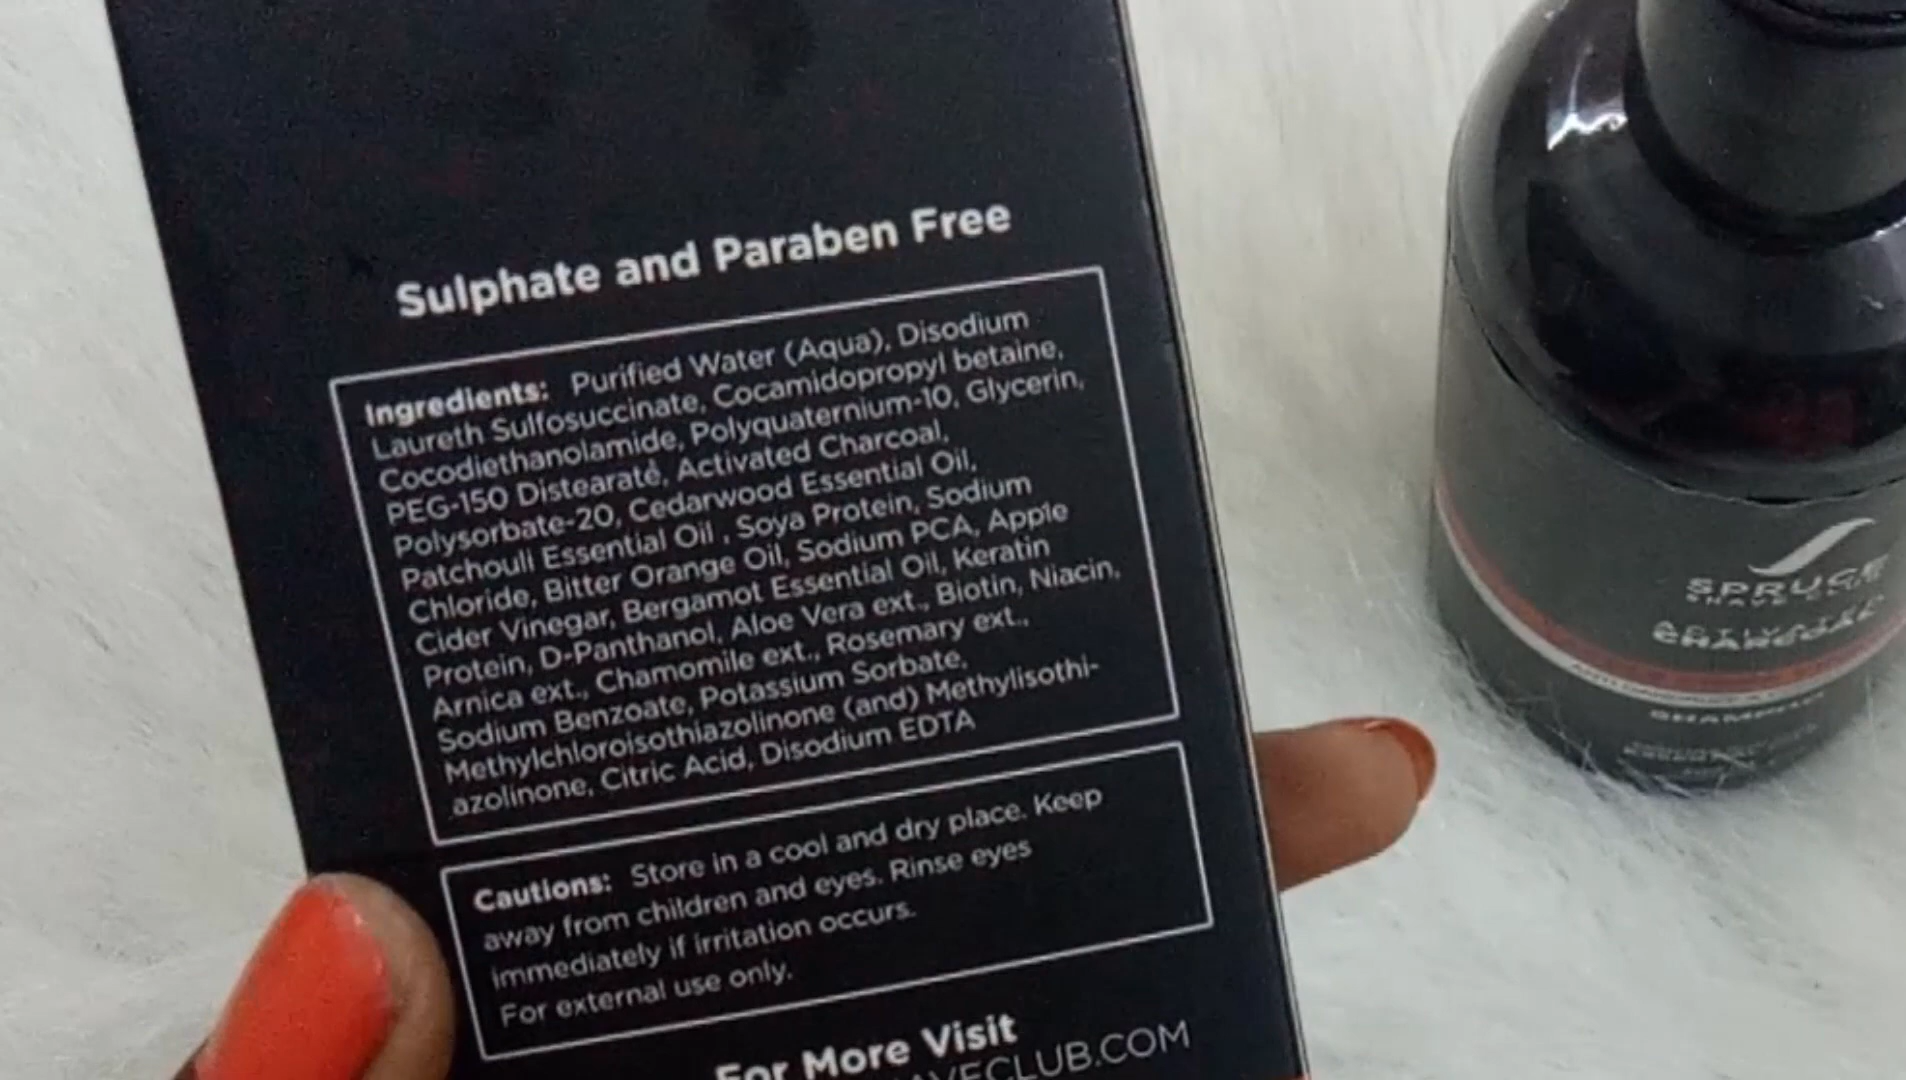 Sulphate and Paraben Free
Ingredients: Purified Water (Aqua), Disodium
Laureth Sulfosuccinate, Cocamidopropyl betaine,
Cocodiethanolamide, Polyquaternium-10, Glycerin,
PEG-150 Distearate, Activated Charcoal,
Polysorbate-20, Cedarwood Essential Oil,
Patchouli Essential Oil , Soya Protein, Sodium
Chloride, Bitter Orange Oil, Sodium PCA, Apple
Cider Vinegar, Bergamot Essential Oil, Keratin
Protein, D-Panthanol, Aloe Vera ext., Biotin, Niacin,
Arnica ext., Chamomile ext., Rosemary ext.,
Sodium Benzoate, Potassium Sorbate,
Methylchloroisothiazolinone (and) Methylisothi-
azolinone, Citric Acid, Disodium EDTA
Cautions: Store in a cool and dry place. Keep
away from children and eyes. Rinse eyes
immediately if irritation occurs.
For external use only.
For More Visit
AVECLUB.COM
SPRUCE
SHAVE CLUB
CHARCOAL
SHAMPOO